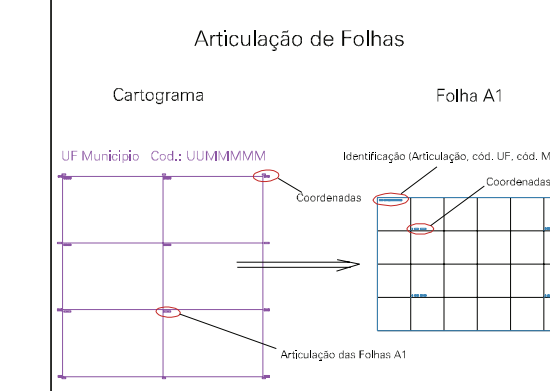 Articulação de Folhas
Cartograma
Folha A1
UF Municipio Cod.: UUMMMMM
Identificação (Articulação, cód. UF, cód. M
Coordenadas
Coordenadas
Articulação das Folhas A1